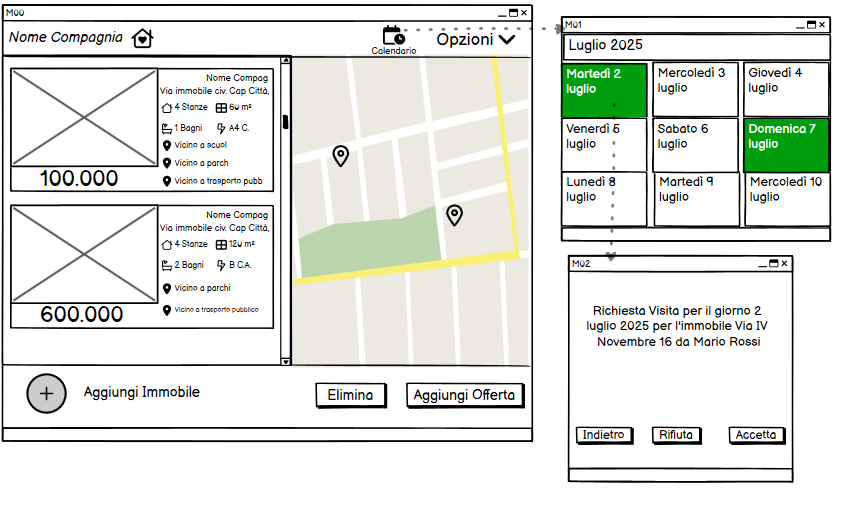 M00
Nome Compagnia
Calendario
Opzioni
Nome Compag
Via immobile civ. Cap Città,
4 Stanze 60 m²
1 Bagni A4 C.
Vicino a scuol
Vicino a parch
Vicino a trasporto pubb
100.000
Nome Compag
Via immobile civ. Cap Città,
4 Stanze 120 m²
2 Bagni B C.A.
Vicino a parchi
Vicino a trasporto pubblico
600.000
Aggiungi Immobile
Elimina
Aggiungi Offerta
M01
Luglio 2025
Martedì 2
luglio
Mercoledì 3
luglio
Giovedì 4
luglio
Venerdì 5
luglio
Sabato 6
luglio
Domenica 7
luglio
Lunedì 8
luglio
Martedì 9
luglio
Mercoledì 10
luglio
M02
Richiesta Visita per il giorno 2
luglio 2025 per l'immobile Via IV
Novembre 16 da Mario Rossi
Indietro
Rifiuta
Accetta